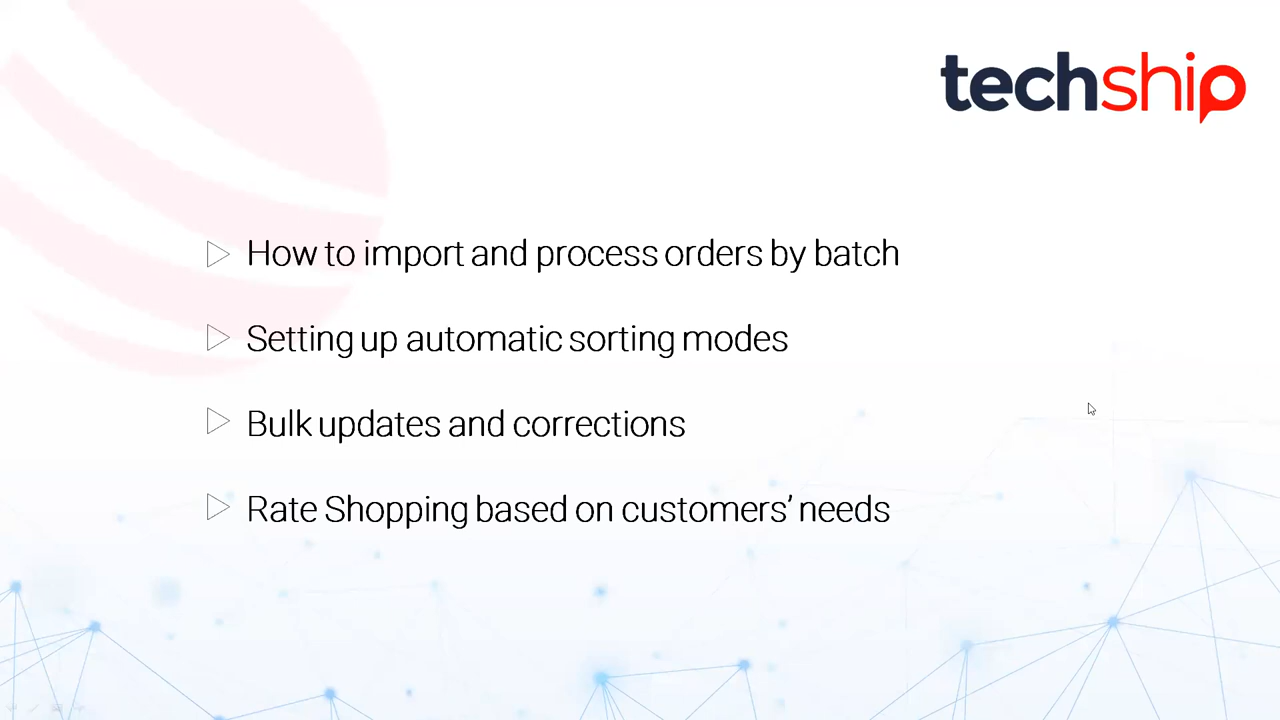 techship
How to import and process orders by batch
Setting up automatic sorting modes
Bulk updates and corrections
Rate Shopping based on customers’ needs